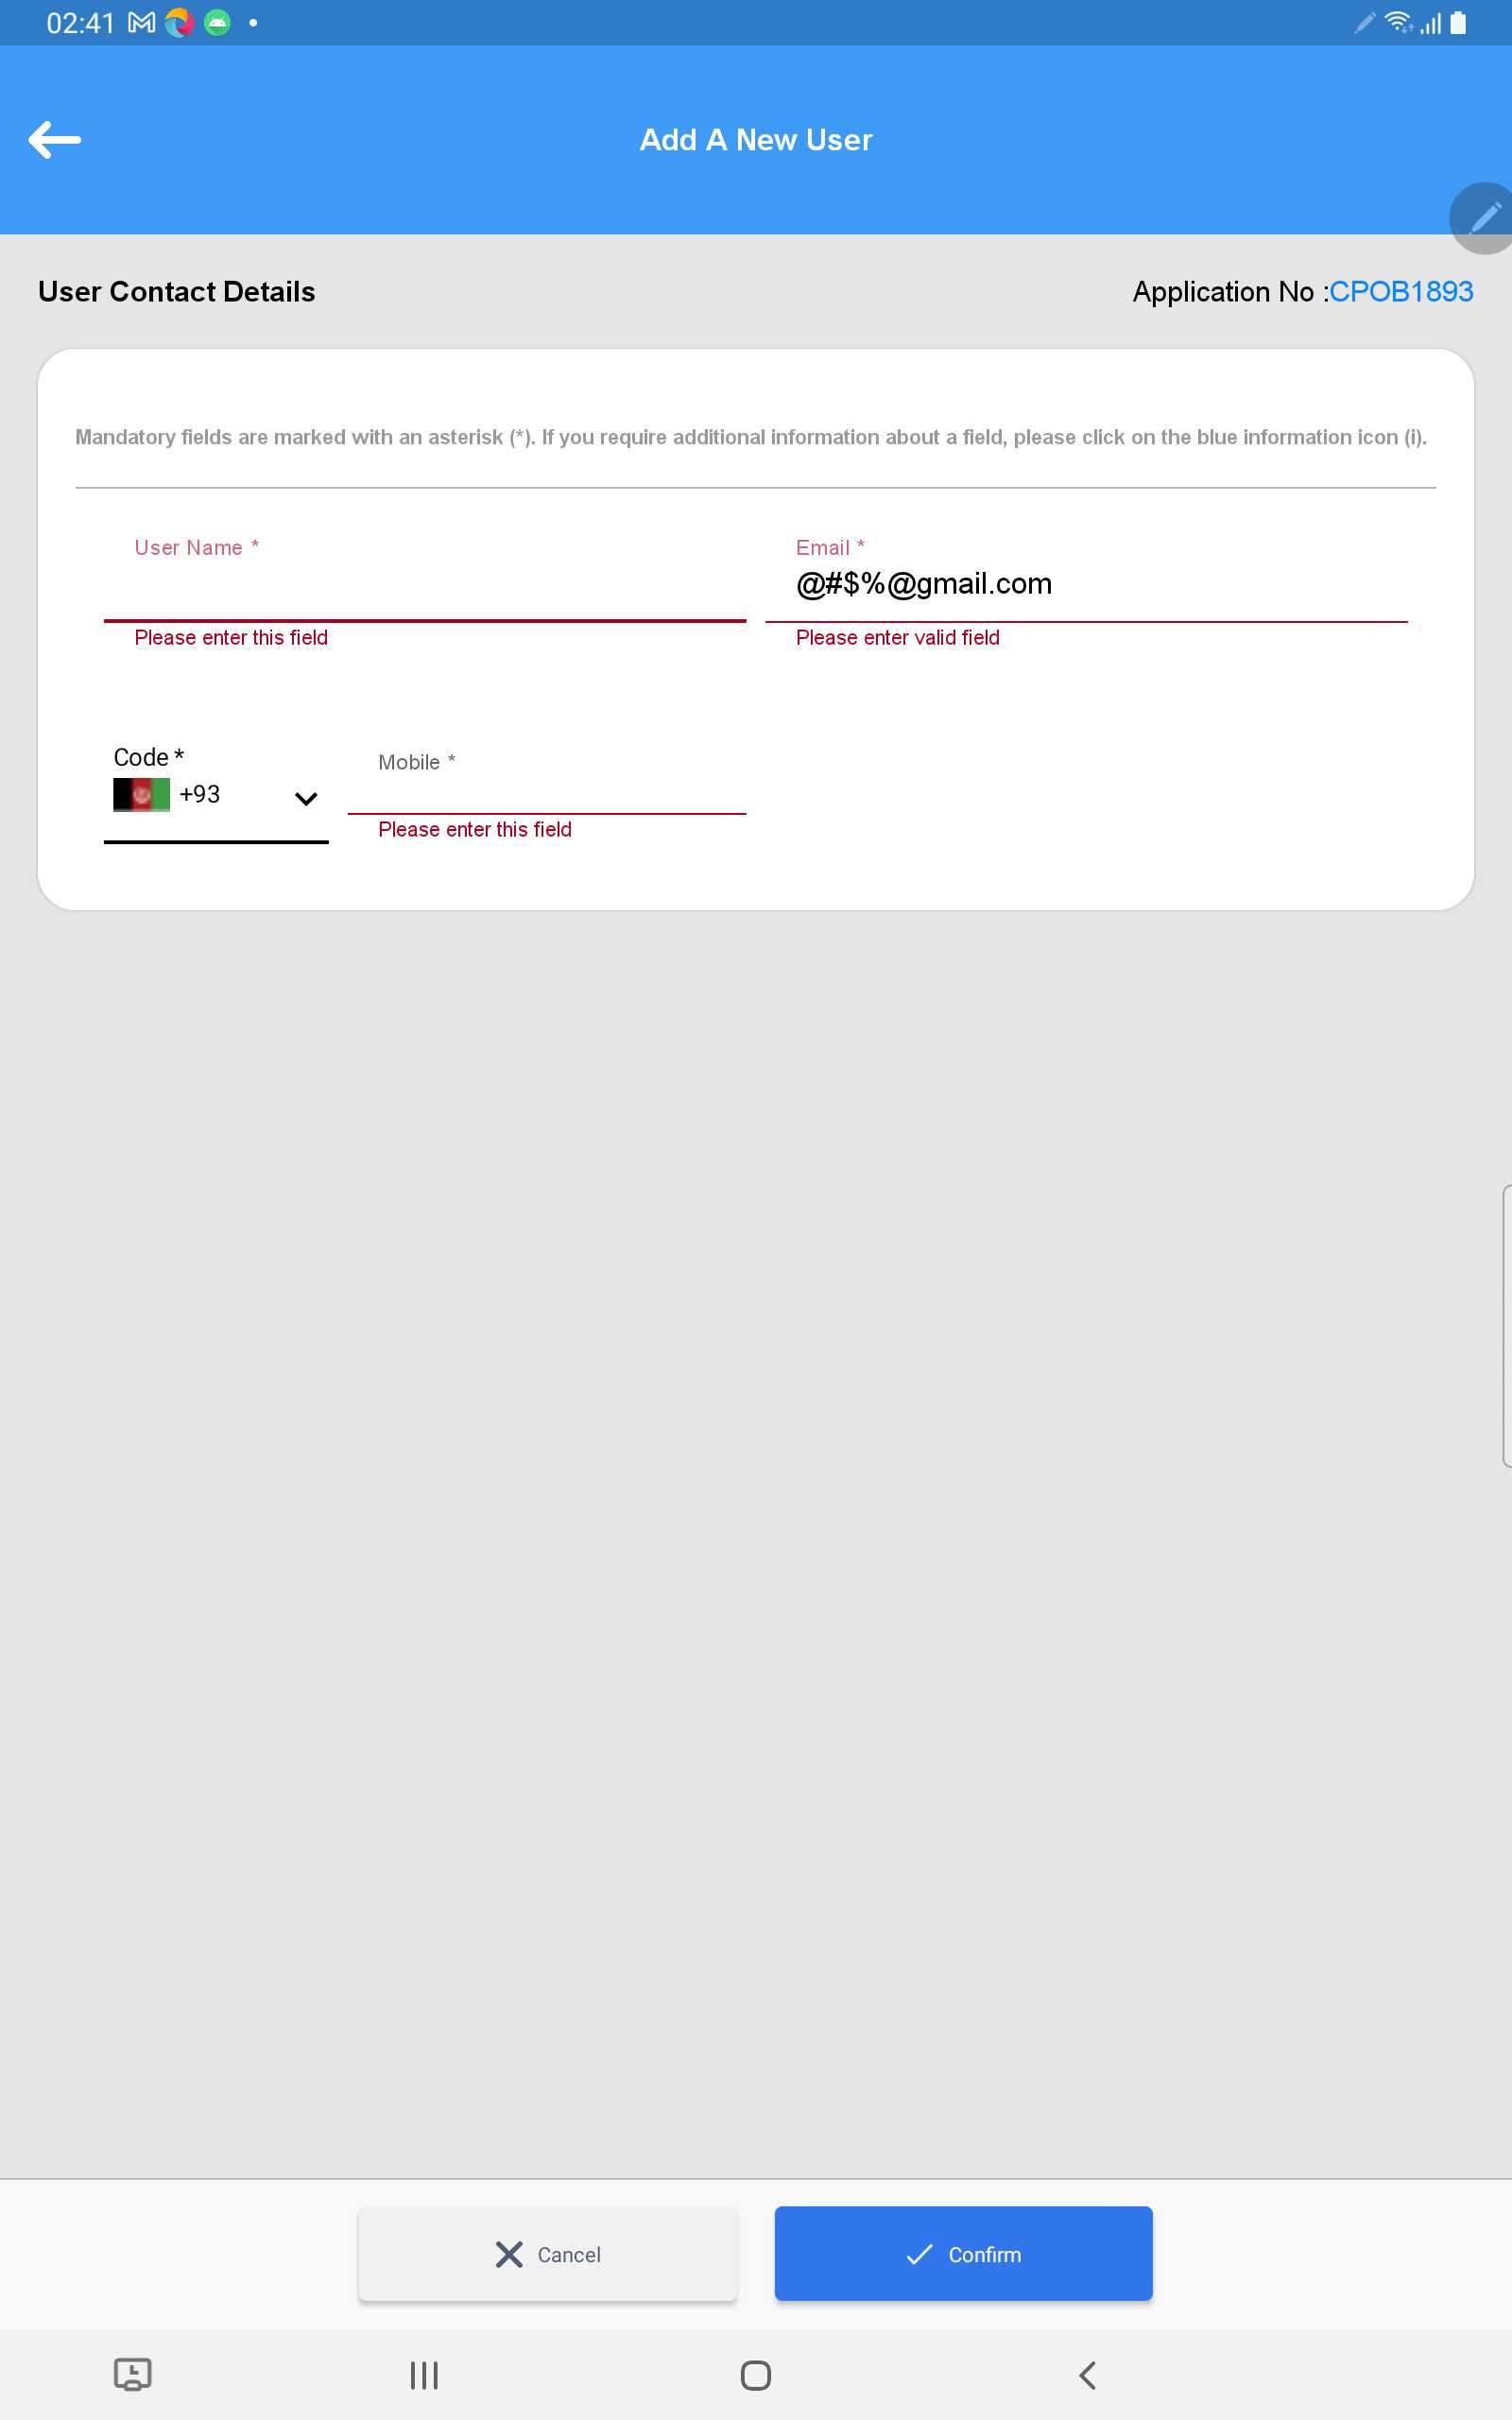 02:41
Add A New User
User Contact Details
Application No :CPOB1893
Mandatory fields are marked with an asterisk (*). If you require additional information about a field, please click on the blue information icon (i).
User Name *
Please enter this field
Email *
@#$%@gmail.com
Please enter valid field
Code *
+93
Mobile *
Please enter this field
Cancel
Confirm